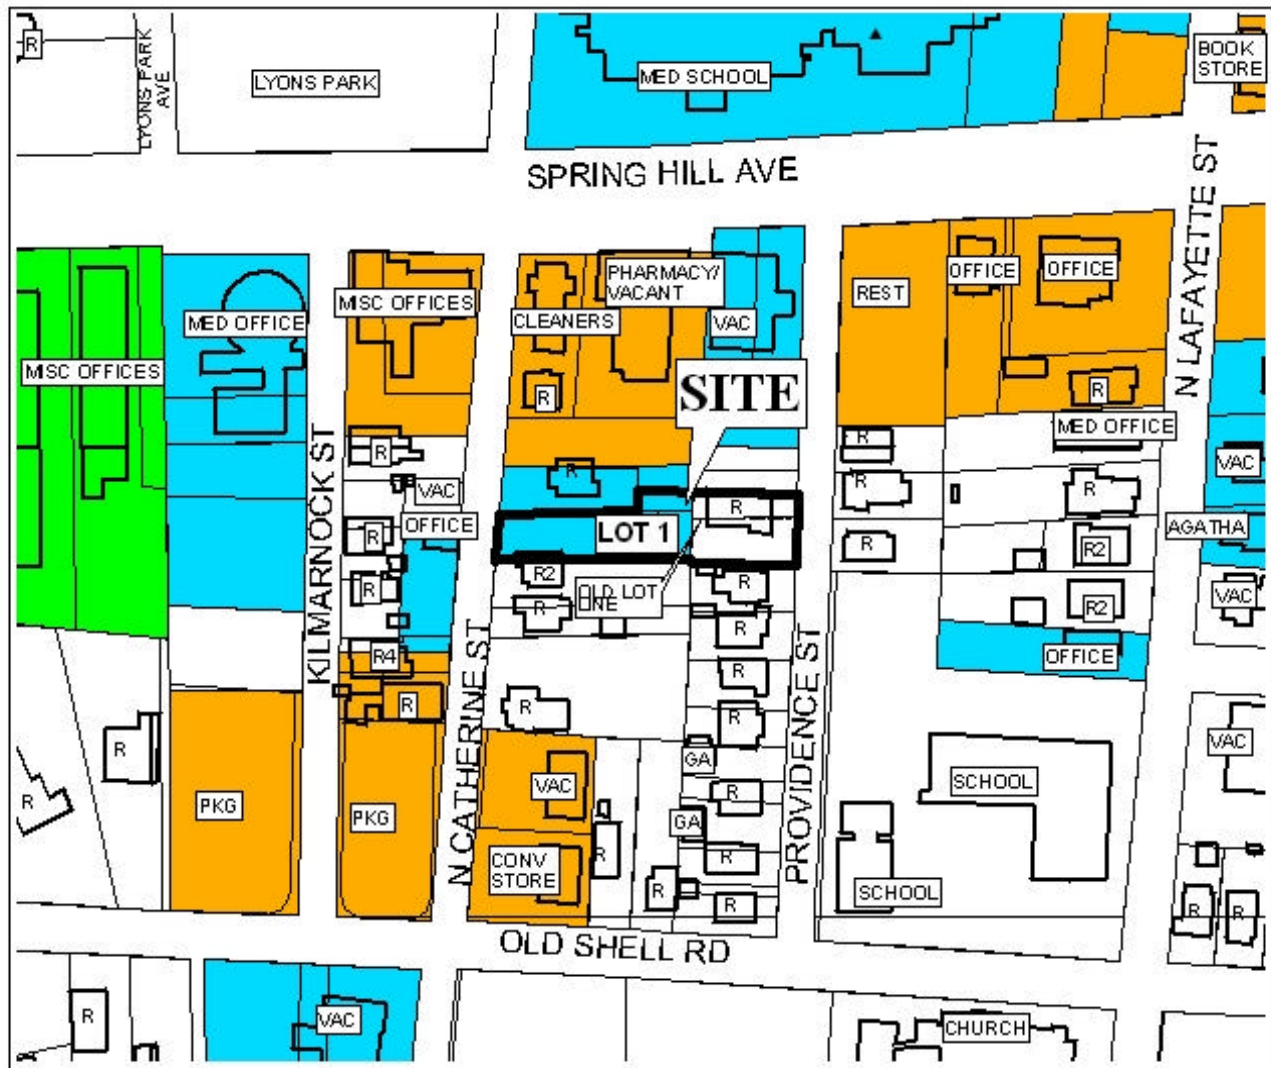 R
LYONS PARK
AVE
LYONS PARK
MED SCHOOL
BOOK
STORE
SPRING HILL AVE
N LAFAYETTE ST
MISC OFFICES
MED OFFICE
MISC OFFICES
CLEANERS
PHARMACY/
VACANT
VAC
REST
OFFICE
OFFICE
R
R
SITE
MED OFFICE
KILMARNOCK ST
R
VAC
OFFICE
R
R
R
R
R
VAC
R
LOT 1
R
R2
AGATHA
R
R2
OLD LOT
ONE
R
R
R2
VAC
R4
R
N CATHERINE ST
R
R
OFFICE
R
R
PROVIDENCE ST
R
R
PKG
PKG
VAC
GA
R
SCHOOL
VAC
CONV
STORE
R
GA
R
R
R
SCHOOL
R
R
OLD SHELL RD
R
VAC
CHURCH